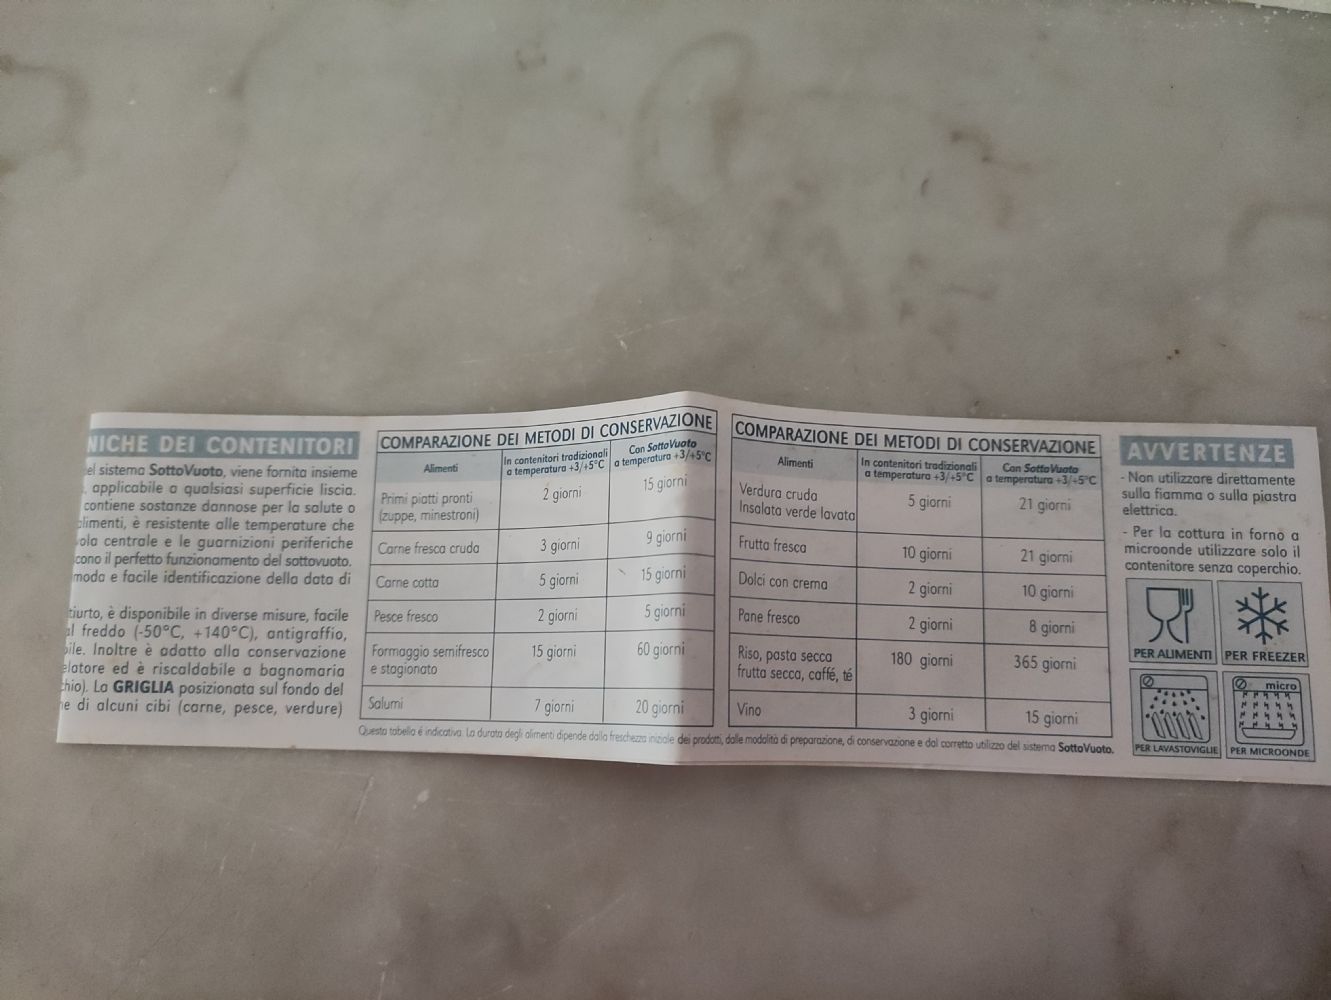 NICHE DEI CONTENITORI
el sistema SottoVuoto, viene fornita insieme
applicabile a qualsiasi superficie liscia.
contiene sostanze dannose per la salute o
alimenti, è resistente alle temperature che
centrale e le guarnizioni periferiche
cono il perfetto funzionamento del sottovuoto.
moda e facile identificazione della data di
tiurto, è disponibile in diverse misure, facile
al freddo (-50°C, +140°C), antigraffio,
bile. Inoltre è adatto alla conservazione
elatore ed è riscaldabile a bagnomaria
chio). La GRIGLIA posizionata sul fondo del
ne di alcuni cibi (carne, pesce, verdure)
COMPARAZIONE DEI METODI DI CONSERVAZIONE
Alimenti
In contenitori tradizionali
a temperatura +3/+5°C
Con SottoVuoto
a temperatura +3/+5°C
Primi piatti pronti
(zuppe, minestroni)
2 giorni
15 giorni
Carne fresca cruda
3 giorni
9 giorni
Carne cotta
5 giorni
15 giorni
Pesce fresco
2 giorni
5 giorni
Formaggio semifresco
e stagionato
15 giorni
60 giorni
Salumi
7 giorni
20 giorni
COMPARAZIONE DEI METODI DI CONSERVAZIONE
Alimenti
In contenitori tradizionali
a temperatura +3/+5°C
Con SottoVuoto
a temperatura +3/+5°C
Verdura cruda
Insalata verde lavata
5 giorni
21 giorni
Frutta fresca
10 giorni
21 giorni
Dolci con crema
2 giorni
10 giorni
Pane fresco
2 giorni
8 giorni
Riso, pasta secca
frutta secca, caffé, té
180 giorni
365 giorni
Vino
3 giorni
15 giorni
Questa tabella é indicativa. La durata degli alimenti dipende dalla freschezza iniziale dei prodotti, dalle modalità di preparazione, di conservazione e dal corretto utilizzo del sistema SottoVuoto.
AVVERTENZE
- Non utilizzare direttamente
sulla fiamma o sulla piastra
elettrica.
- Per la cottura in forno a
microonde utilizzare solo il
contenitore senza coperchio.
PER ALIMENTI
PER FREEZER
micro
PER LAVASTOVIGLIE
PER MICROONDE